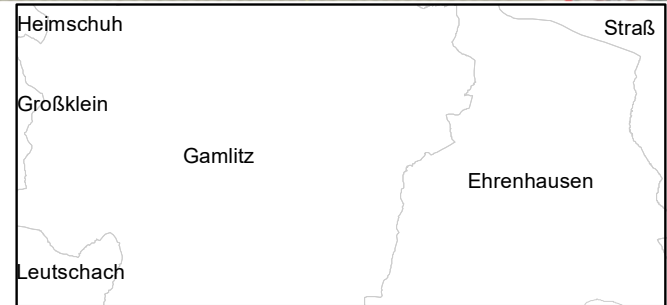 Heimschuh
Straß
Großklein
Gamlitz
Ehrenhausen
Leutschach